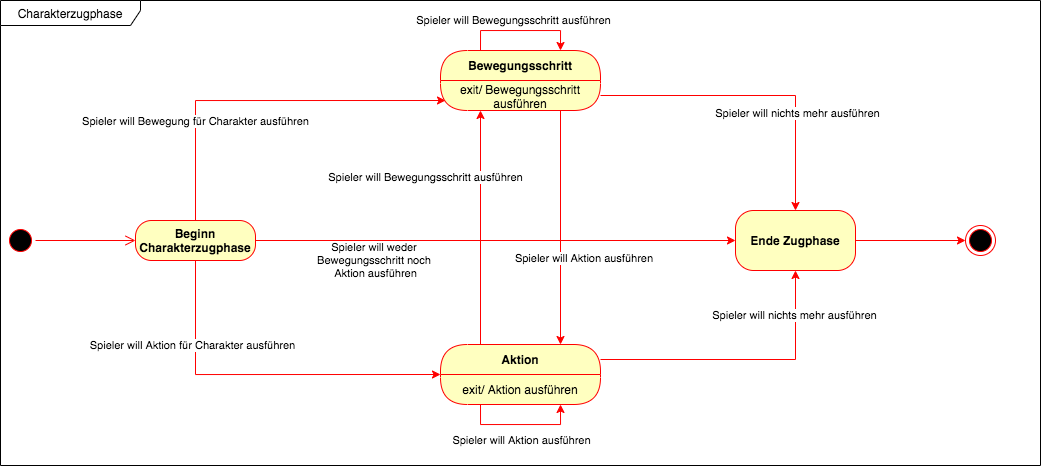 Charakterzugphase
Spieler will Bewegungsschritt ausführen
Bewegungsschritt
exit/ Bewegungsschritt
ausführen
Spieler will nichts mehr ausführen
Spieler will Bewegung für Charakter ausführen
Spieler will Bewegungsschritt ausführen
Beginn
Charakterzugphase
Spieler will weder
Bewegungsschritt noch
Aktion ausführen
Spieler will Aktion ausführen
Ende Zugphase
Spieler will nichts mehr ausführen
Spieler will Aktion für Charakter ausführen
Aktion
exit/ Aktion ausführen
Spieler will Aktion ausführen